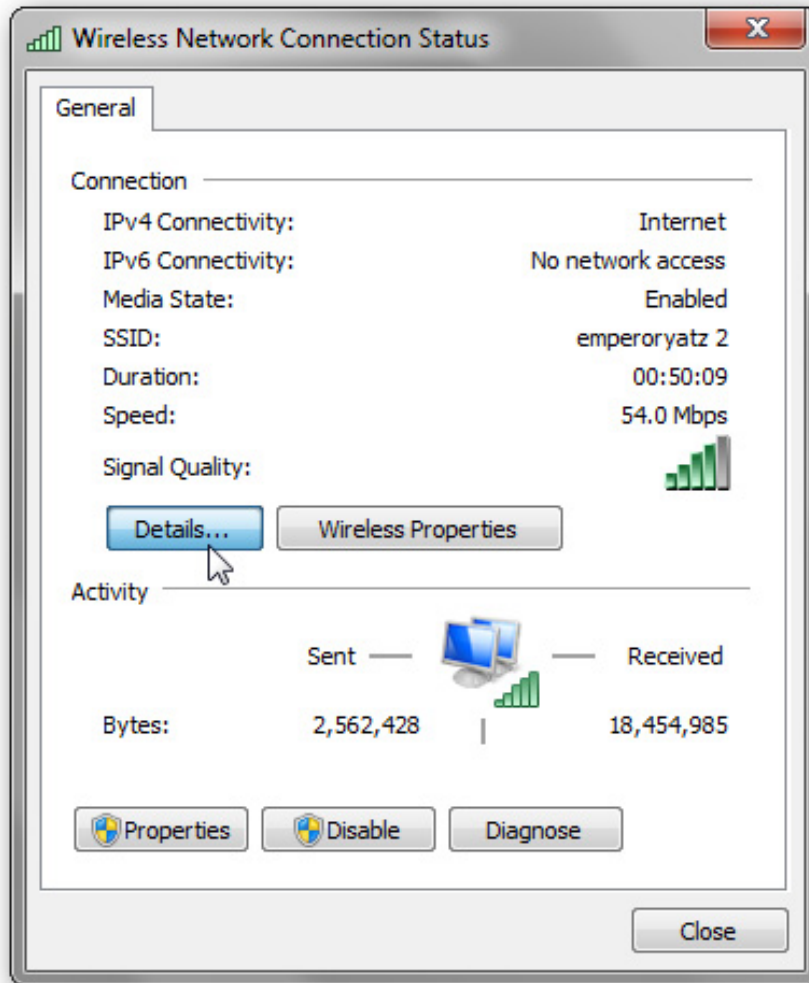 Wireless Network Connection Status
General
Connection
IPv4 Connectivity: Internet
IPv6 Connectivity: No network access
Media State: Enabled
SSID: emperoryatz 2
Duration: 00:50:09
Speed: 54.0 Mbps
Signal Quality:
Details... Wireless Properties
Activity
Sent Received
Bytes: 2,562,428 18,454,985
Properties Disable Diagnose
Close